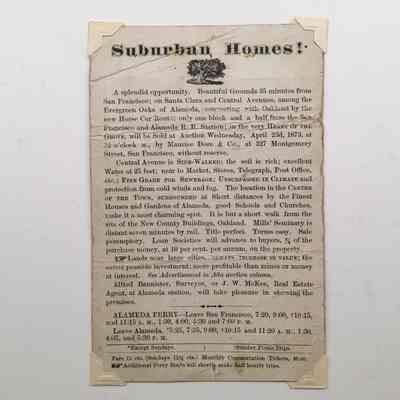 Suburban Homes!
A splendid opportunity. Beautiful Grounds 35 minutes from
San Francisco; on Santa Clara and Central Avenues, among the
Evergreen Oaks of Alameda, connecting with Oakland by the
new Horse Car Route; only one block and a half from the San
Francisco and Alameda R. R. Station; in the very HEART OF THE
GROVE, will be Sold at Auction Wednesday, April 23d, 1873, at
o'clock M., by Maurice Dore & Co., at 327 Montgomery
Street, San Francisco, without reserve.
Central Avenue is SIDE-WALKED; the soil is rich; excellent
Water at 25 feet; near to Market, Stores, Telegraph, Post Office,
&c.; FINE GRADE FOR SEWERAGE; UNSURPASSED IN CLIMATE and
protection from cold winds and fog. The location is the CENTRE
OF THE TOWN, SURROUNDED at Short distances by the Finest
Houses and Gardens of Alameda, good Schools and Churches,
make it a most charming spot. It is but a short walk from the
site of the New County Buildings, Oakland. Mills' Seminary is
distant seven minutes by rail. Title perfect. Terms easy. Sale
peremptory. Loan Societies will advance to buyers, of the
purchase money, at 10 per cent. per annum, on the property.
Lands near large cities, ALWAYS INCREASE IN VALUE; the
safest possible investment; more profitable than mines or money
at interest. See Advertisement in auction column.
Alfred Bannister, Surveyor, or J. W. McKee, Real Estate
Agent, at Alameda station, will take pleasure in showing the
premises.
ALAMEDA FERRY—Leave San Francisco, 7.20, 9.00, †10.15,
and 11.15 A. M., 1.30, 4.00, 5.30 and 7.00 P. M.
Leave Alameda, *5.25, 7.25, 9.00, †10.15 and 11.20 A. M., 1.30,
4.05, and 5.30 P. M.
*Except Sundays. †Sunday Extra Trips.
Fare 15 cts. (Sundays 12½ cts.) Monthly Commutation Tickets,
Additional Ferry Boats will shortly make half hourly trips.